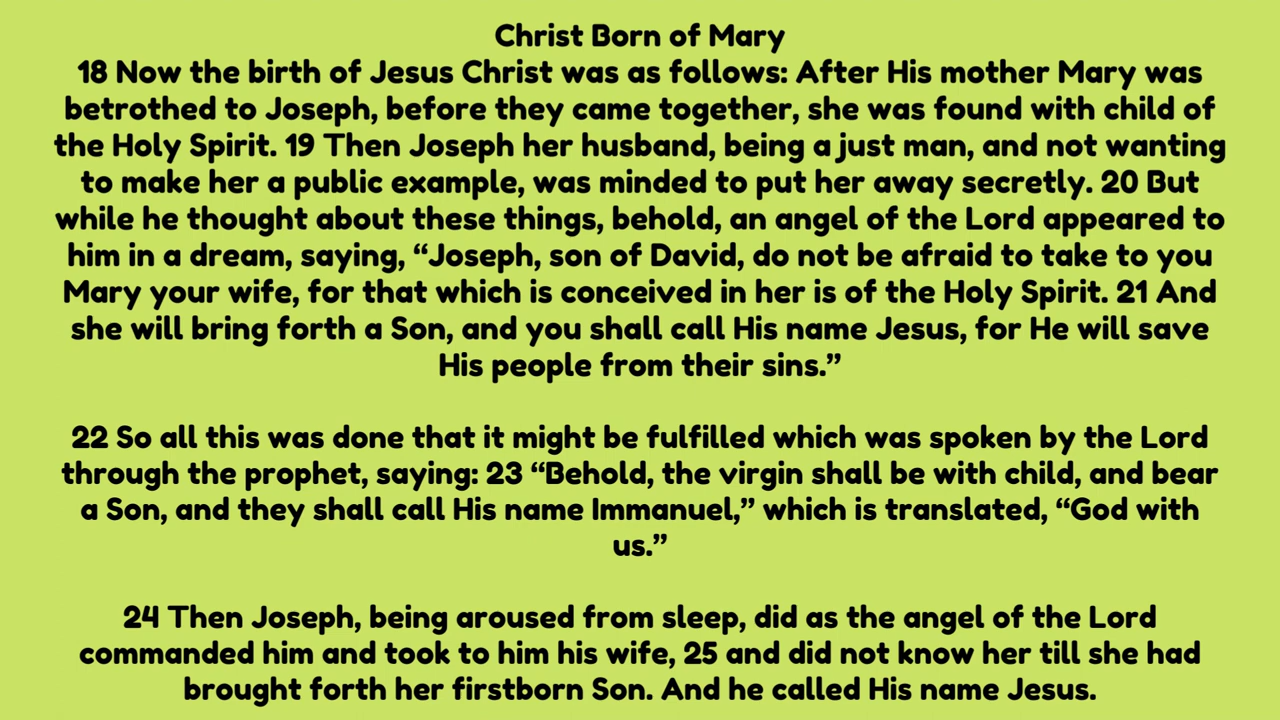 Christ Born of Mary
18 Now the birth of Jesus Christ was as follows: After His mother Mary was
betrothed to Joseph, before they came together, she was found with child of
the Holy Spirit. 19 Then Joseph her husband, being a just man, and not wanting
to make her a public example, was minded to put her away secretly. 20 But
while he thought about these things, behold, an angel of the Lord appeared to
him in a dream, saying, “Joseph, son of David, do not be afraid to take to you
Mary your wife, for that which is conceived in her is of the Holy Spirit. 21 And
she will bring forth a Son, and you shall call His name Jesus, for He will save
His people from their sins.”
22 So all this was done that it might be fulfilled which was spoken by the Lord
through the prophet, saying: 23 “Behold, the virgin shall be with child, and bear
a Son, and they shall call His name Immanuel,” which is translated, “God with
us.”
24 Then Joseph, being aroused from sleep, did as the angel of the Lord
commanded him and took to him his wife, 25 and did not know her till she had
brought forth her firstborn Son. And he called His name Jesus.